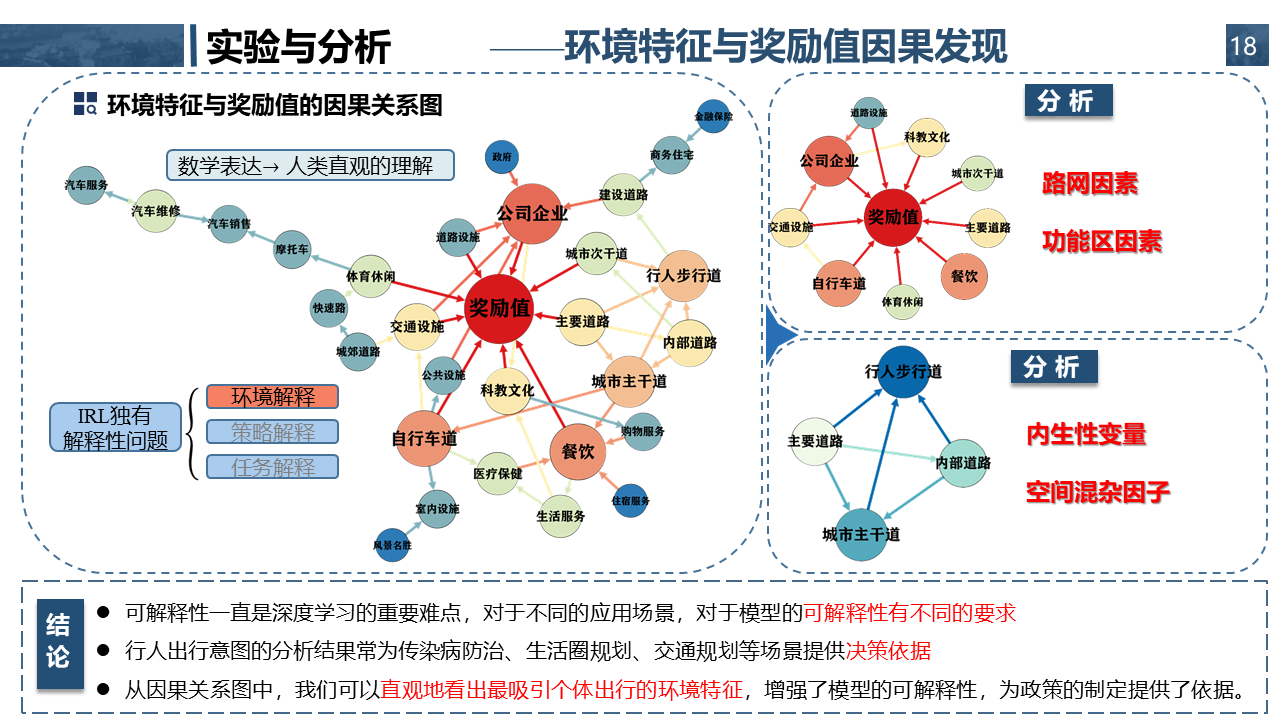 实验与分析
——环境特征与奖励值因果发现
18
环境特征与奖励值的因果关系图
数学表达→ 人类直观的理解
金融保险
政府
商务住宅
汽车服务
建设道路
汽车维修
公司企业
汽车销售
道路设施
摩托车
城市次干道
体育休闲
行人步行道
快速路
奖励值
交通设施
主要道路
城郊道路
内部道路
公共设施
科教文化
城市主干道
自行车道
购物服务
餐饮
医疗保健
住宿服务
室内设施
生活服务
风景名胜
IRL独有
解释性问题
环境解释
策略解释
任务解释
分 析
道路设施
科教文化
公司企业
城市次干道
奖励值
交通设施
主要道路
自行车道
餐饮
体育休闲
路网因素
功能区因素
分 析
行人步行道
主要道路
内部道路
城市主干道
内生性变量
空间混杂因子
结
论
● 可解释性一直是深度学习的重要难点，对于不同的应用场景，对于模型的可解释性有不同的要求
● 行人出行意图的分析结果常为传染病防治、生活圈规划、交通规划等场景提供决策依据
● 从因果关系图中，我们可以直观地看出最吸引个体出行的环境特征，增强了模型的可解释性，为政策的制定提供了依据。